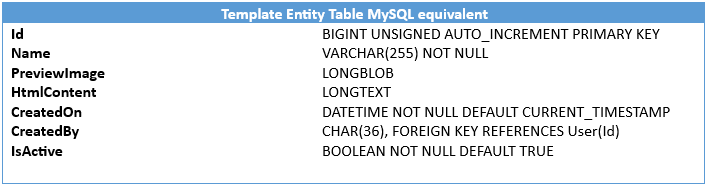 Template Entity Table MySQL equivalent
Id BIGINT UNSIGNED AUTO_INCREMENT PRIMARY KEY
Name VARCHAR(255) NOT NULL
PreviewImage LONGBLOB
HtmlContent LONGTEXT
CreatedOn DATETIME NOT NULL DEFAULT CURRENT_TIMESTAMP
CreatedBy CHAR(36), FOREIGN KEY REFERENCES User(Id)
IsActive BOOLEAN NOT NULL DEFAULT TRUE